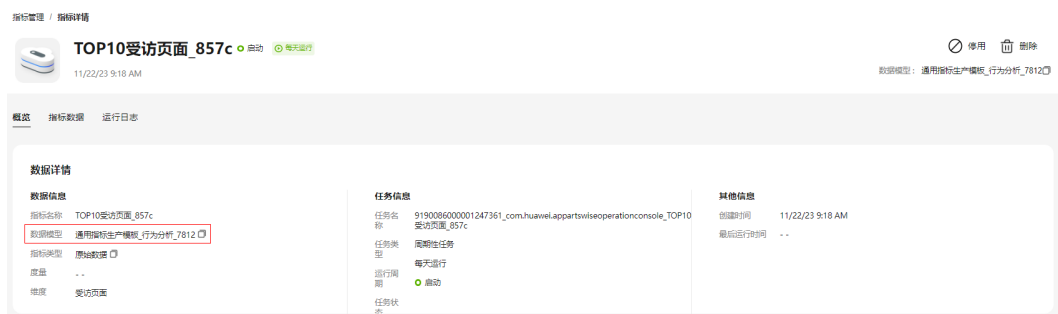 指标管理 / 指标详情
TOP10受访页面_857c 启动 每天运行
停用 删除
11/22/23 9:18 AM
数据模型： 通用指标生产模板_行为分析_7812
概览 指标数据 运行日志
数据详情
数据信息
指标名称 TOP10受访页面_857c
数据模型 通用指标生产模板_行为分析_7812
指标类型 原始数据
度量 - -
维度 受访页面
任务信息
任务名 9190086000001247361_com.huawei.appartswiseoperationconsole_TOP10
称 受访页面_857c
任务类 周期性任务
型
每天运行
运行周
期 启动
任务状
态
其他信息
创建时间 11/22/23 9:18 AM
最后运行时间 - -